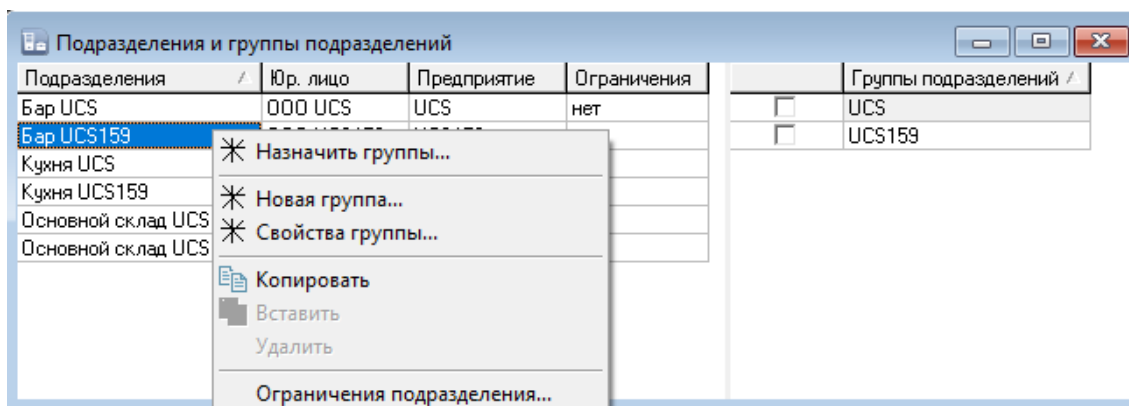 Подразделения и группы подразделений
Подразделения Юр. лицо Предприятие Ограничения Группы подразделений
Бар UCS ООО UCS UCS нет UCS
Бар UCS159 UCS159
Кухня UCS
Кухня UCS159
Основной склад UCS
Основной склад UCS
Назначить группы...
Новая группа...
Свойства группы...
Копировать
Вставить
Удалить
Ограничения подразделения...